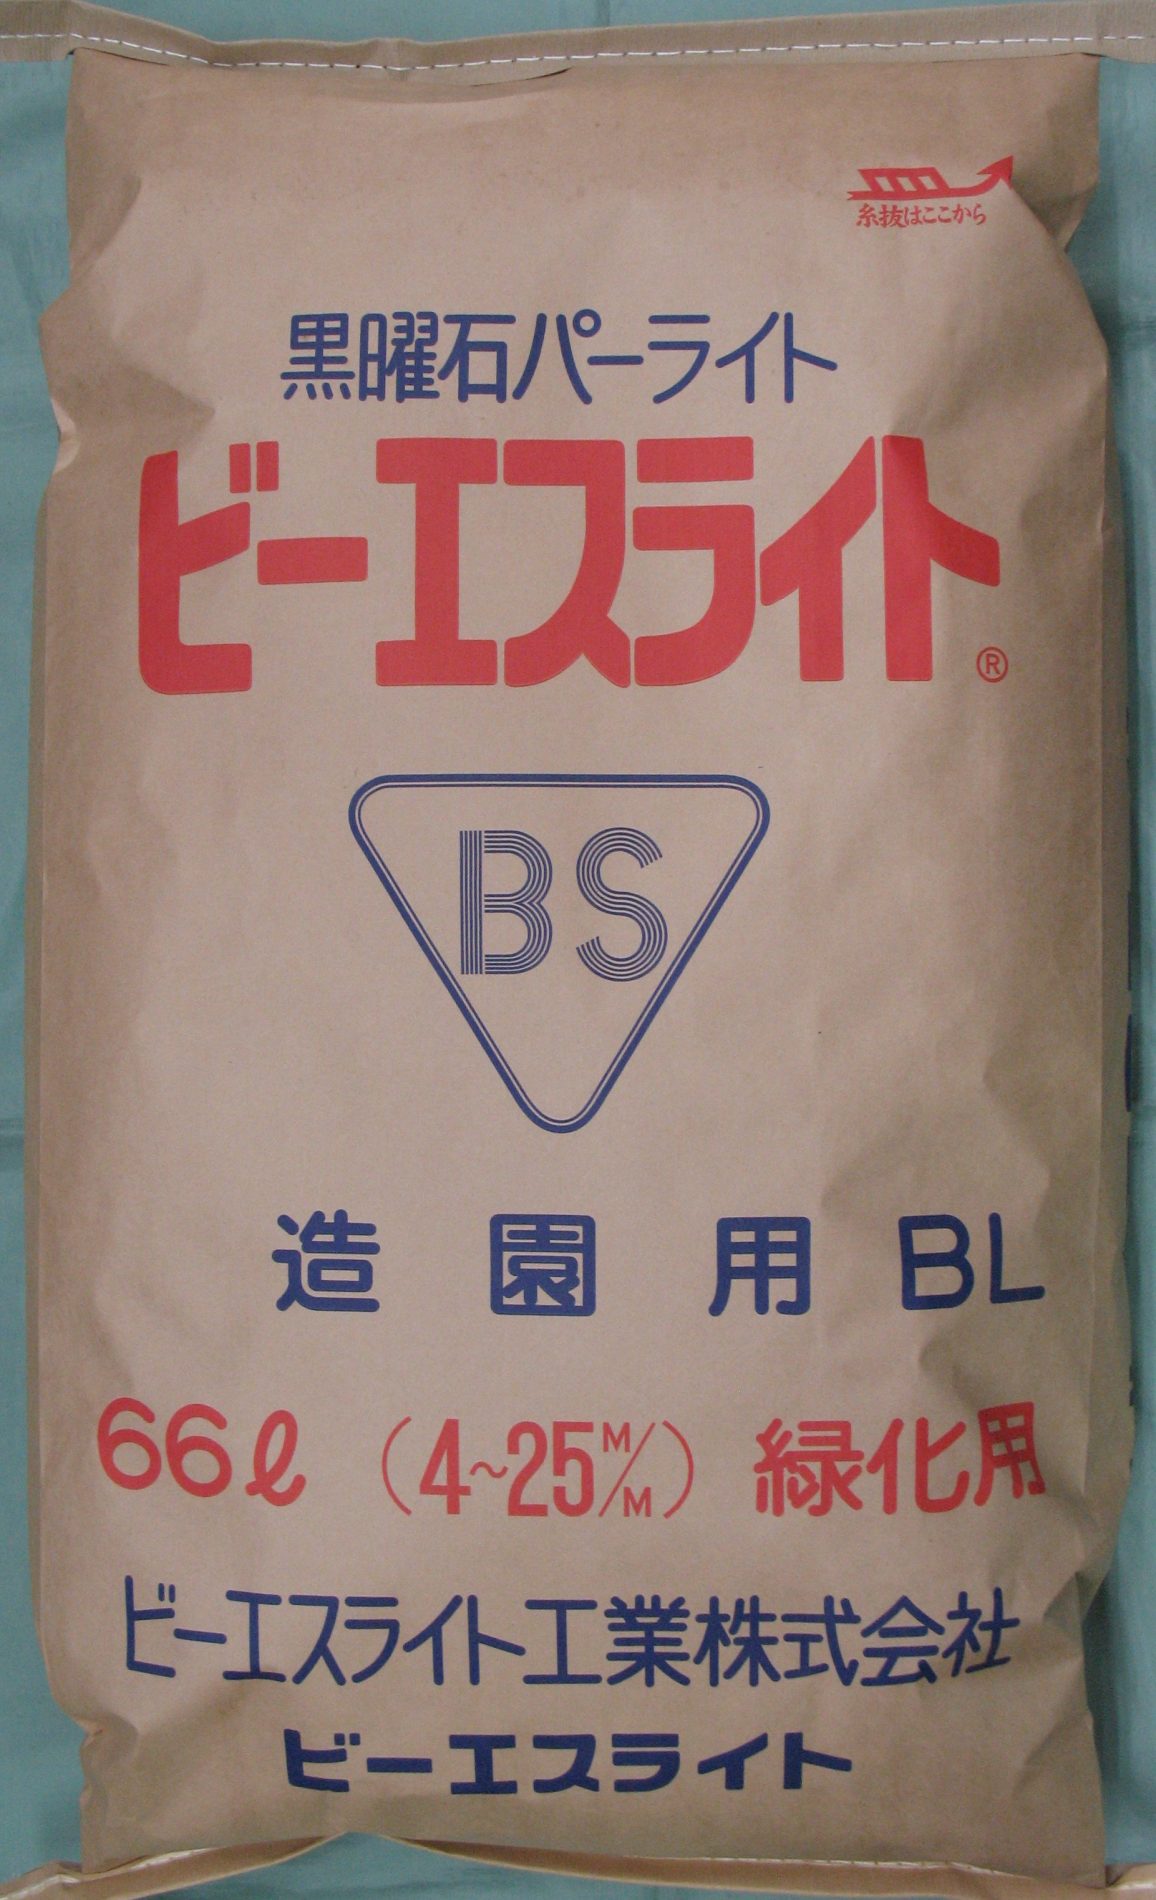 糸抜はここから
黒曜石パーライト
ビーエスライト®
BS
造園用BL
66ℓ (4~25M/M) 緑化用
ビーエスライト工業株式会社
ビーエスライト